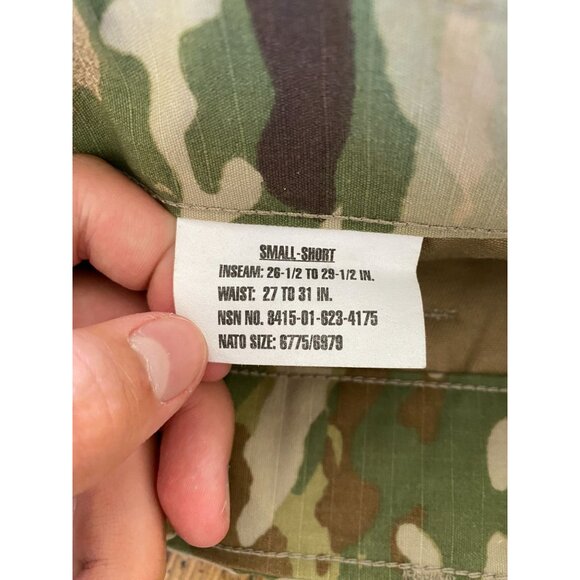 SMALL-SHORT
INSEAM: 26-1/2 TO 29-1/2 IN.
WAIST: 27 TO 31 IN.
NSN NO. 8415-01-623-4175
NATO SIZE: 6775/6979